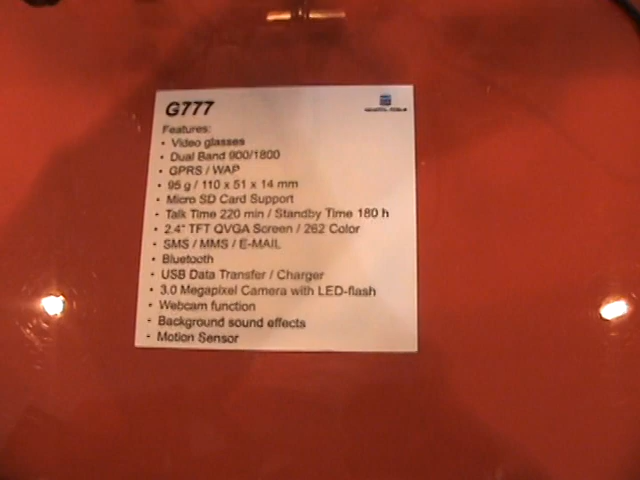 G777
Features:
• Video glasses
• Dual Band 900/1800
• GPRS / WAP
• 95 g / 110 x 51 x 14 mm
• Micro SD Card Support
• Talk Time 220 min / Standby Time 180 h
• 2.4" TFT QVGA Screen / 262 Color
• SMS / MMS / E-MAIL
• Bluetooth
• USB Data Transfer / Charger
• 3.0 Megapixel Camera with LED-flash
• Webcam function
• Background sound effects
• Motion Sensor